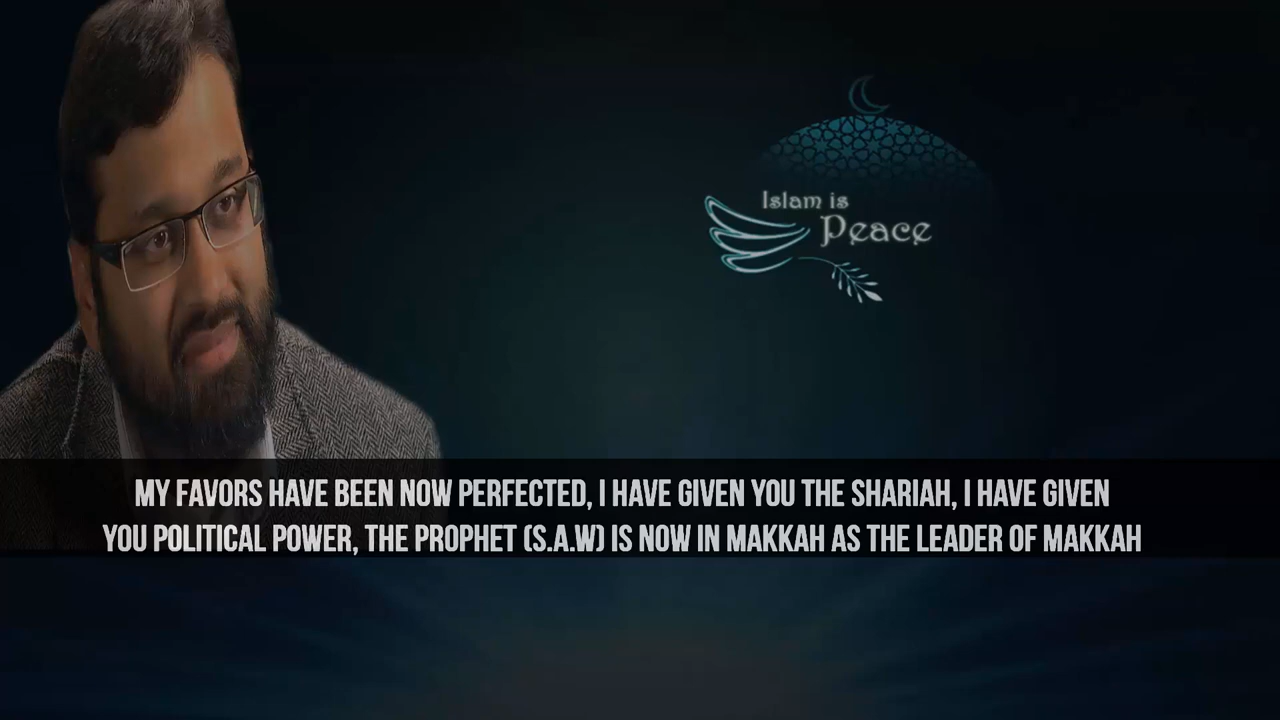 Islam is
Peace
MY FAVORS HAVE BEEN NOW PERFECTED, I HAVE GIVEN YOU THE SHARIAH, I HAVE GIVEN
YOU POLITICAL POWER, THE PROPHET (S.A.W) IS NOW IN MAKKAH AS THE LEADER OF MAKKAH